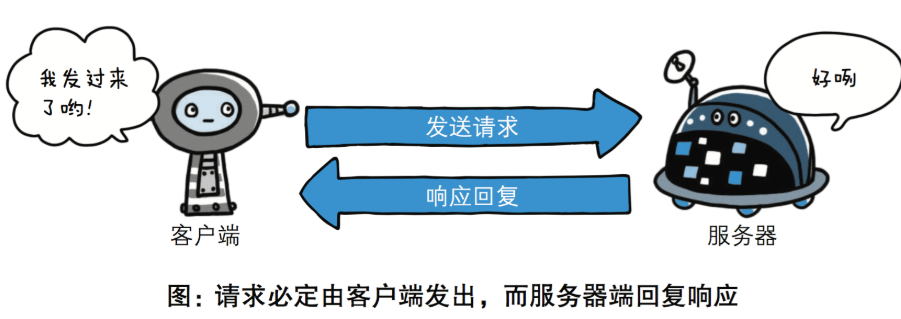 我发过来
了哟！
好咧
发送请求
响应回复
客户端
服务器
图：请求必定由客户端发出，而服务器端回复响应